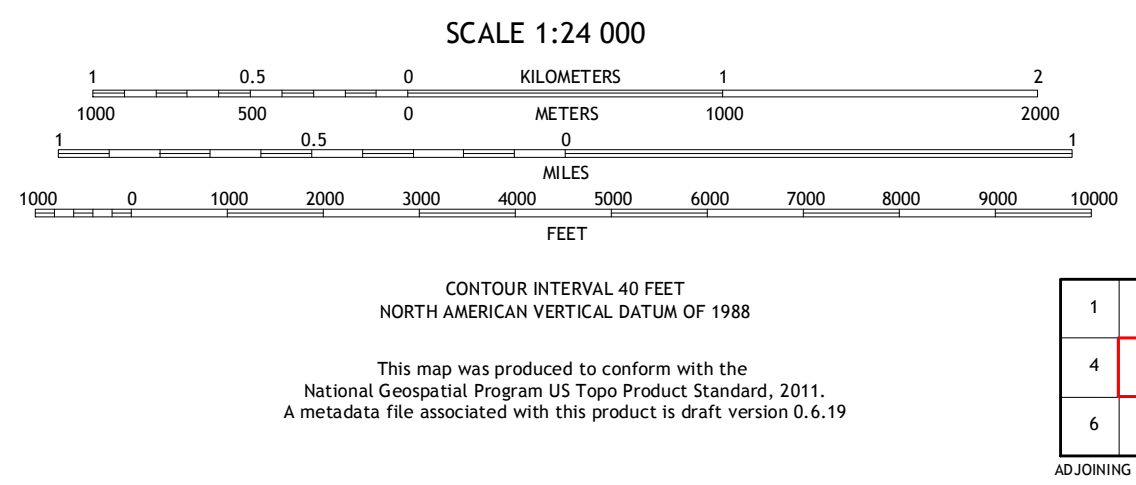 SCALE 1:24 000
1 0.5 0 KILOMETERS 1 2
1000 500 0 METERS 1000 2000
1 0.5 0 1
MILES
1000 0 1000 2000 3000 4000 5000 6000 7000 8000 9000 10000
FEET
CONTOUR INTERVAL 40 FEET
NORTH AMERICAN VERTICAL DATUM OF 1988
This map was produced to conform with the
National Geospatial Program US Topo Product Standard, 2011.
A metadata file associated with this product is draft version 0.6.19
1
4
6
ADJOINING